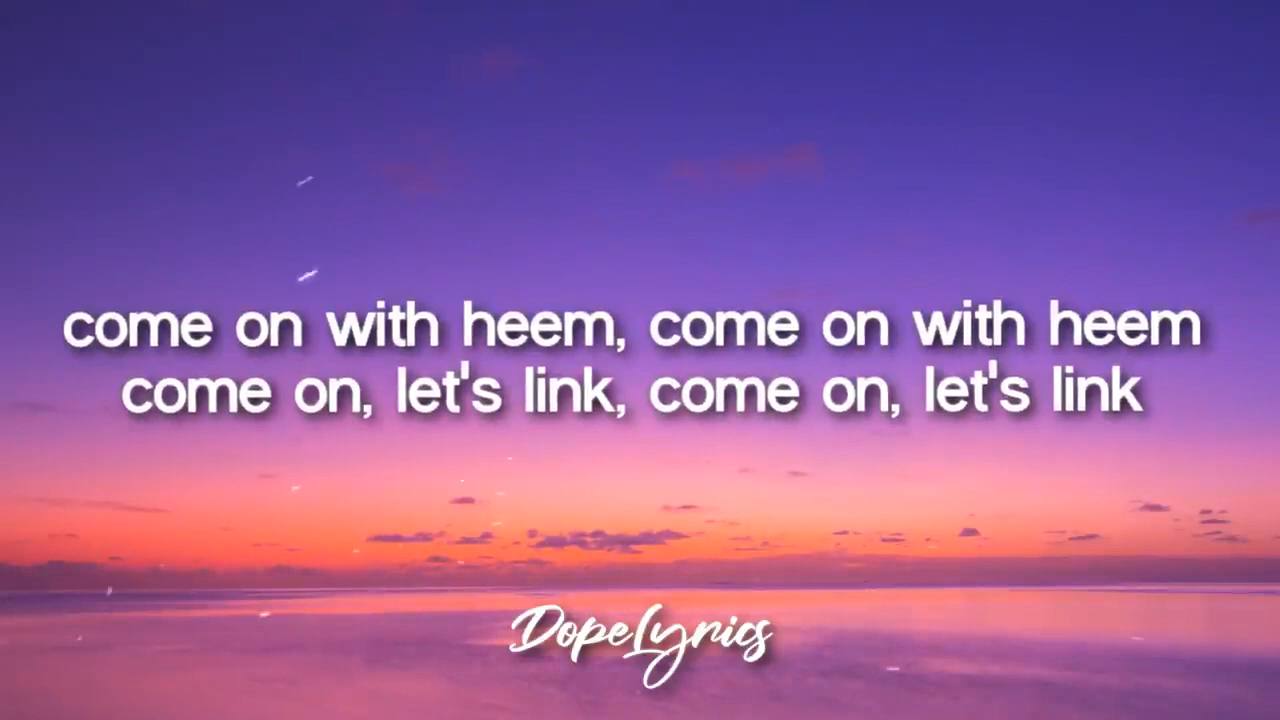 come on with heem, come on with heem
come on, let's link, come on, let's link
DopeLyrics